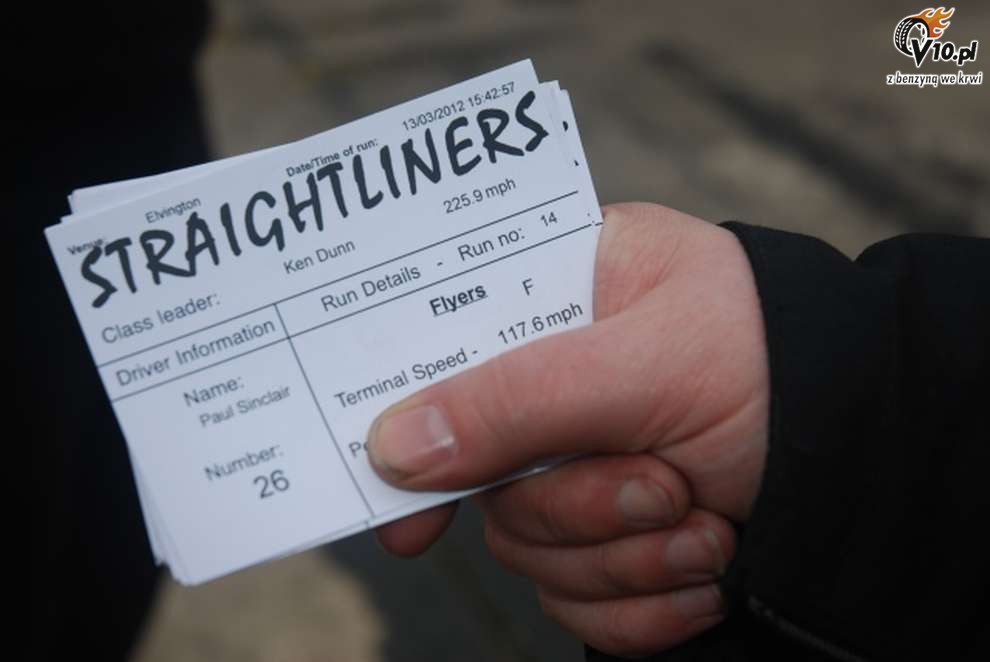 V10.pl
z benzyną we krwi
Venue: Elvington Date/Time of run: 13/03/2012 15:42:57
STRAIGHTLINERS
Class leader: Ken Dunn 225.9 mph
Driver Information
Run Details - Run no: 14
Flyers F
Name:
Paul Sinclair
Terminal Speed - 117.6 mph
Number:
26